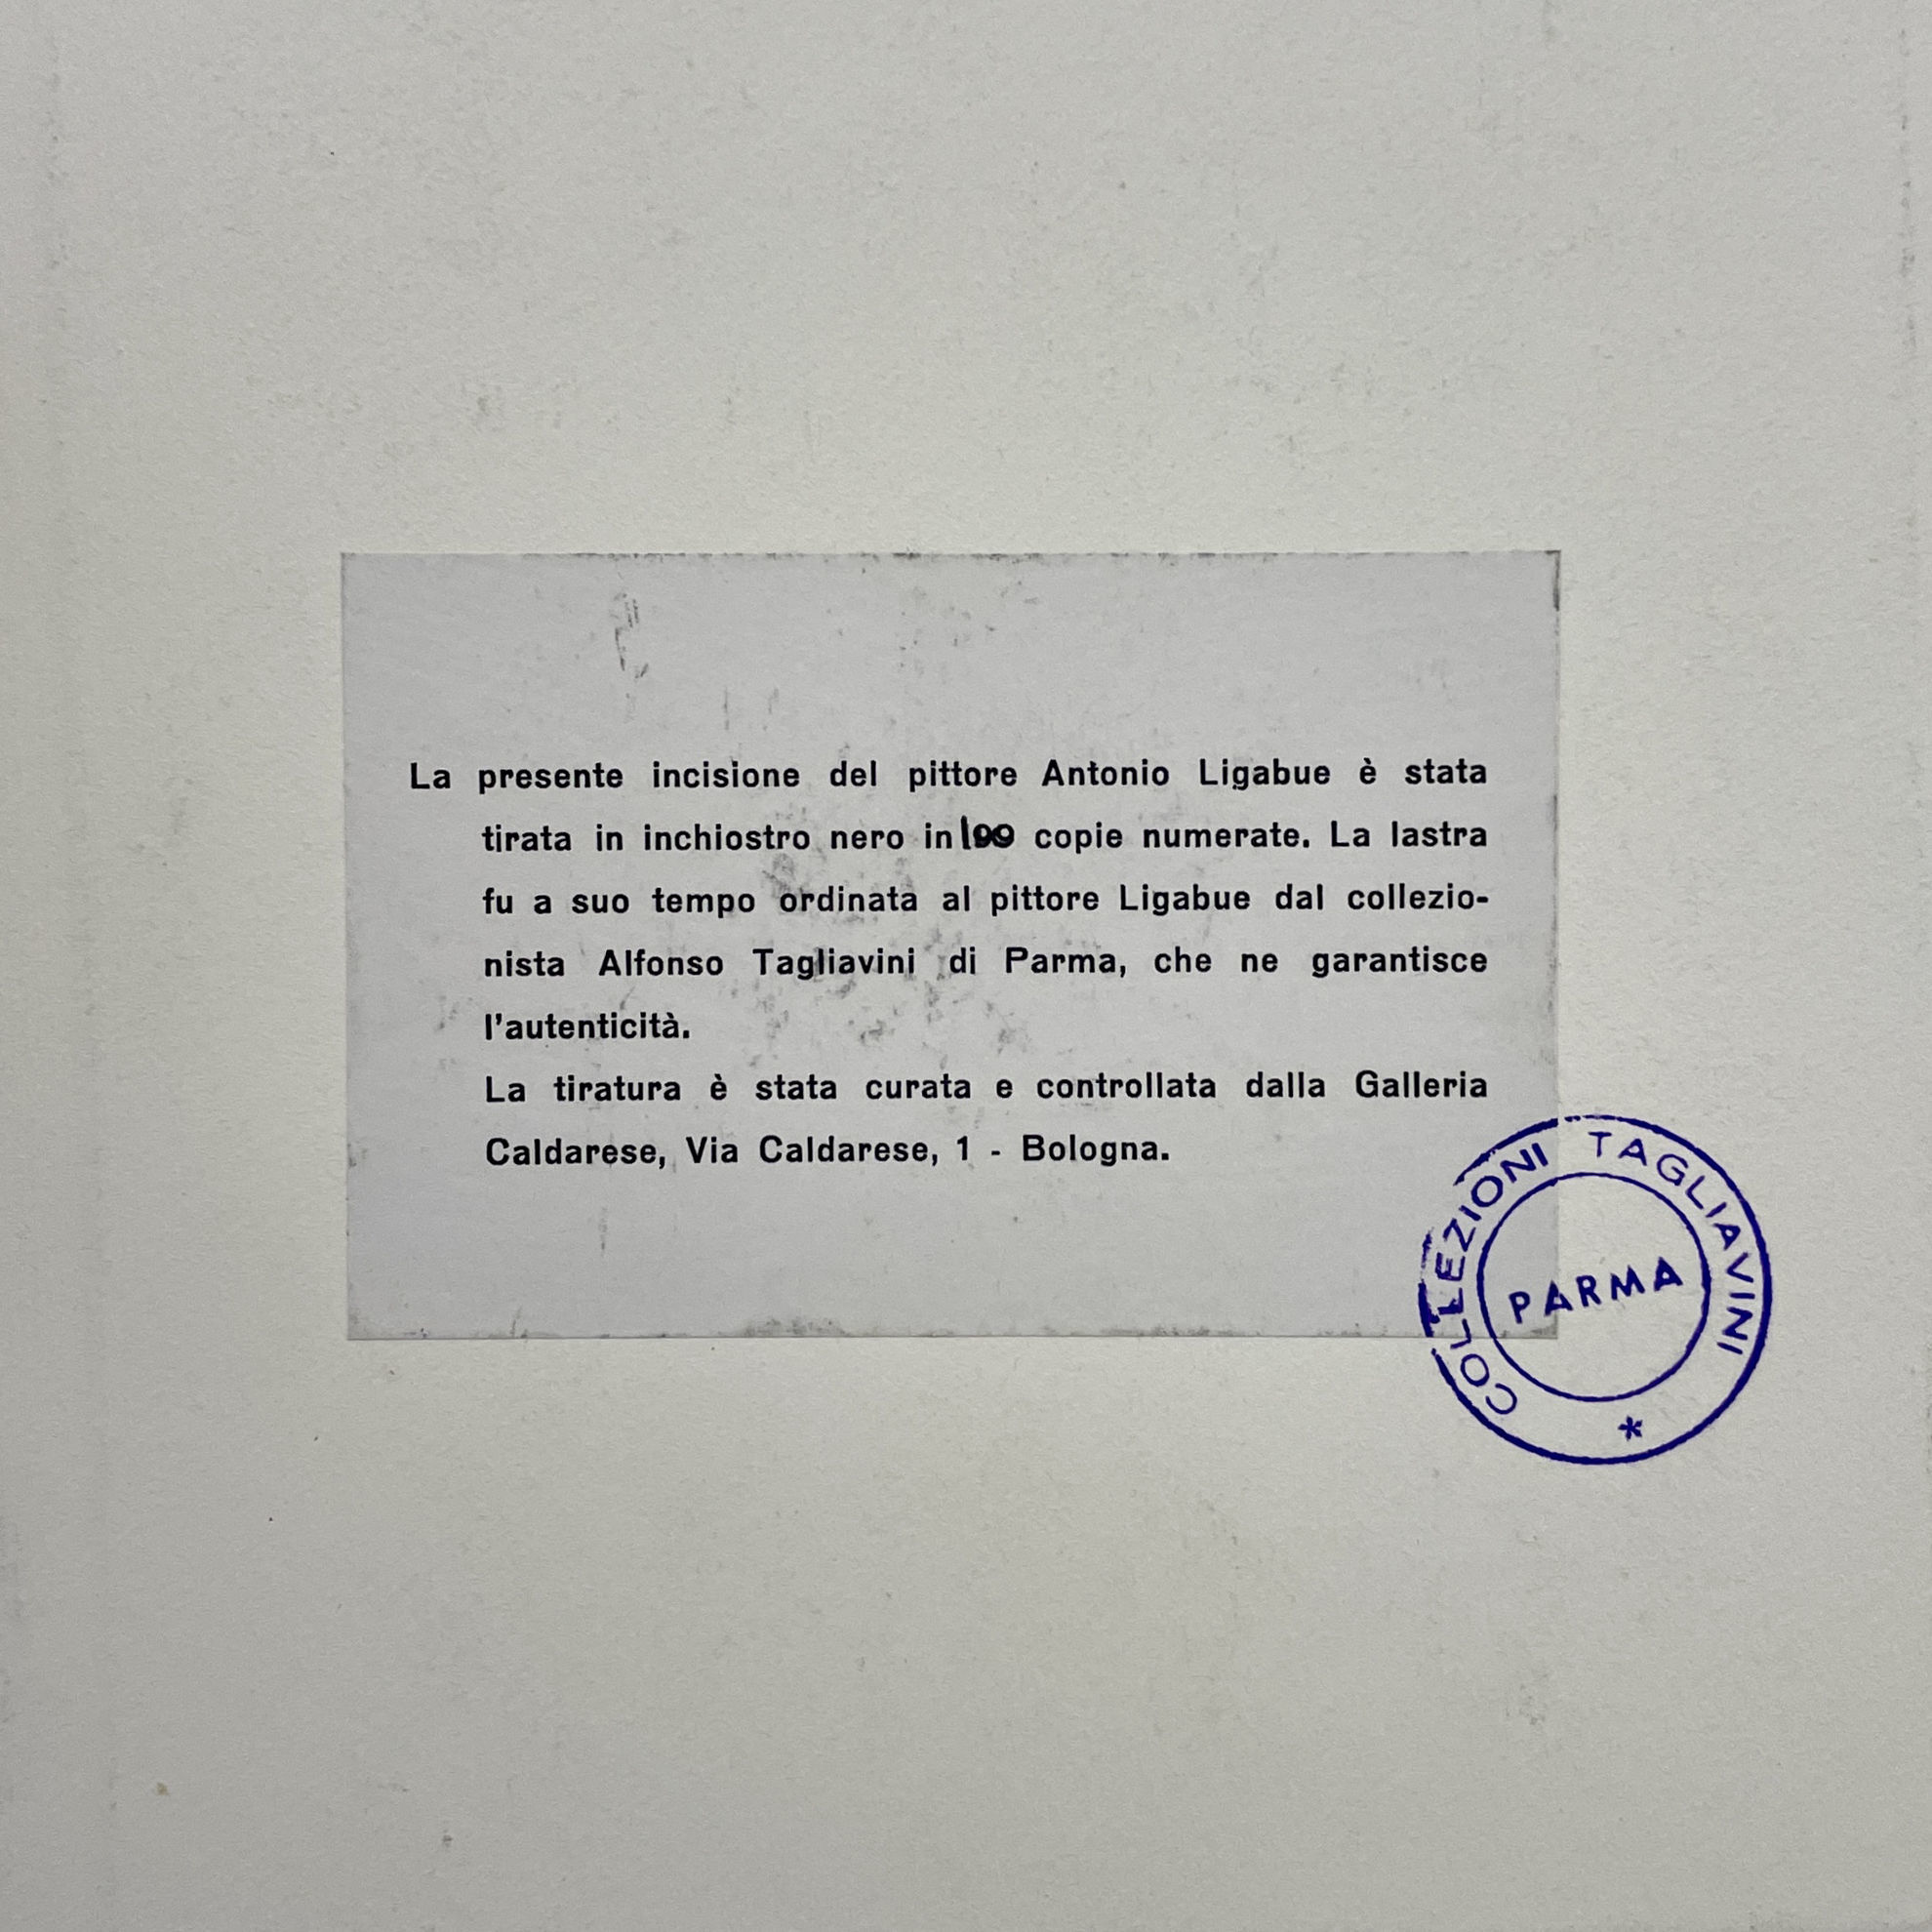 La presente incisione del pittore Antonio Ligabue è stata
tirata in inchiostro nero in copie numerate. La lastra
fu a suo tempo ordinata al pittore Ligabue dal collezio-
nista Alfonso Tagliavini di Parma, che ne garantisce
l'autenticità.
La tiratura è stata curata e controllata dalla Galleria
Caldarese, Via Caldarese, 1 - Bologna.
COLLEZIONI TAGLIAVINI
PARMA
*